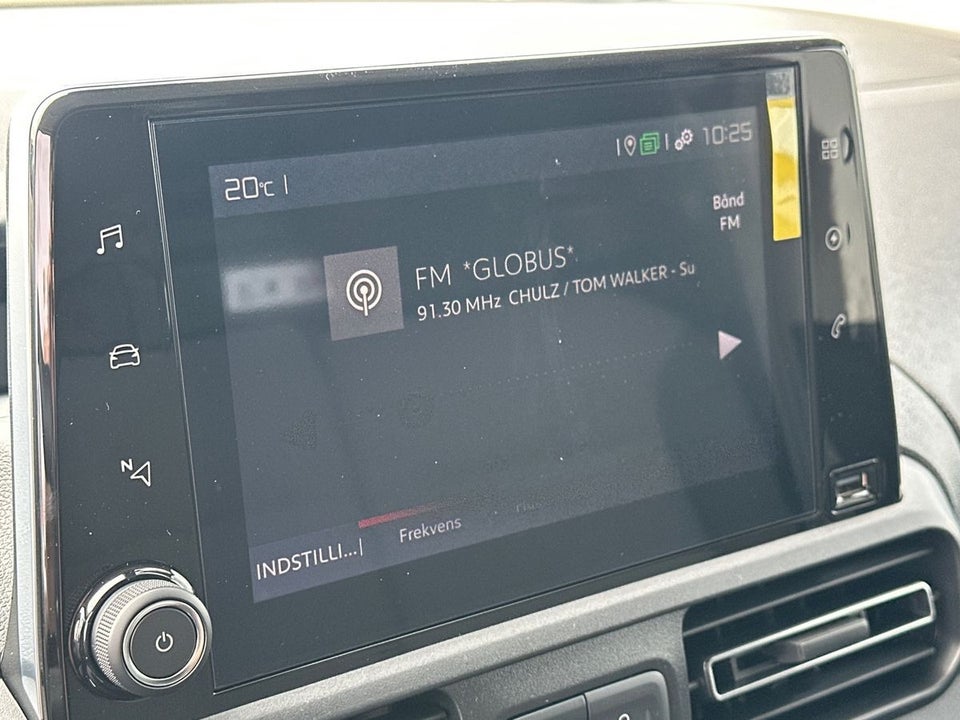 20°C
10:25
Bånd
FM
FM *GLOBUS*
91.30 MHz CHULZ / TOM WALKER - Su
N
INDSTILLI...
Frekvens